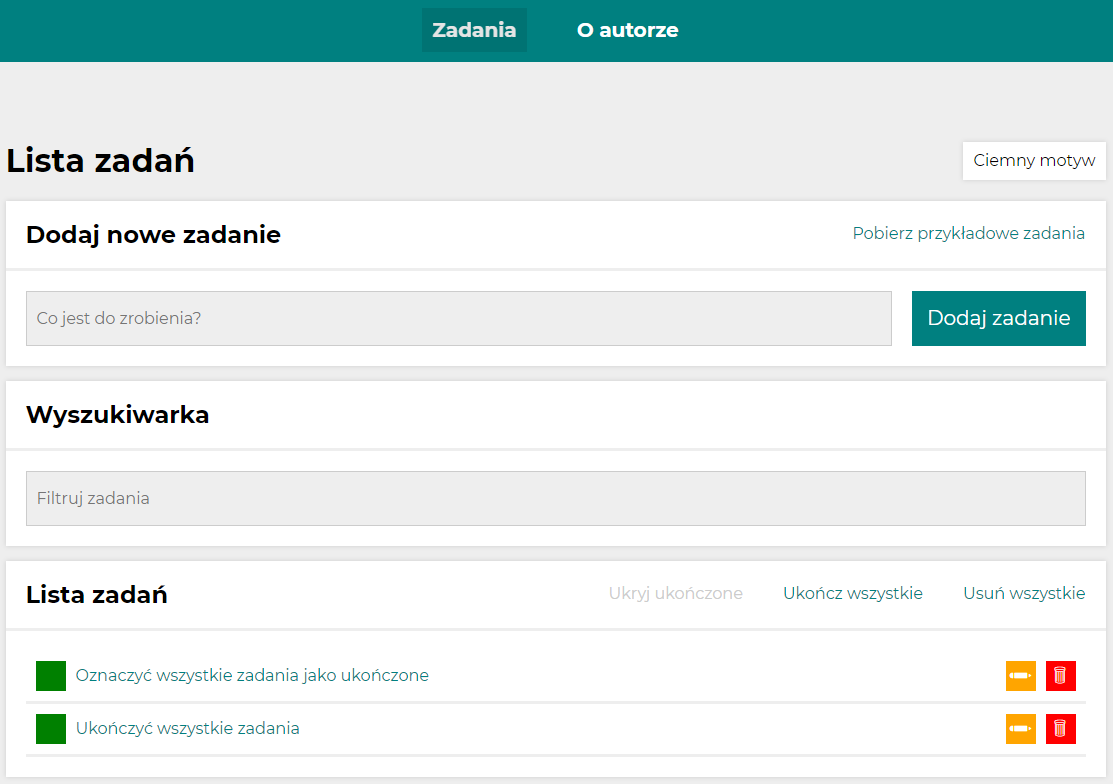 Zadania
O autorze
Lista zadań
Ciemny motyw
Dodaj nowe zadanie
Pobierz przykładowe zadania
Co jest do zrobienia?
Dodaj zadanie
Wyszukiwarka
Filtruj zadania
Lista zadań
Ukryj ukończone
Ukończ wszystkie
Usuń wszystkie
Oznaczyć wszystkie zadania jako ukończone
Ukończyć wszystkie zadania